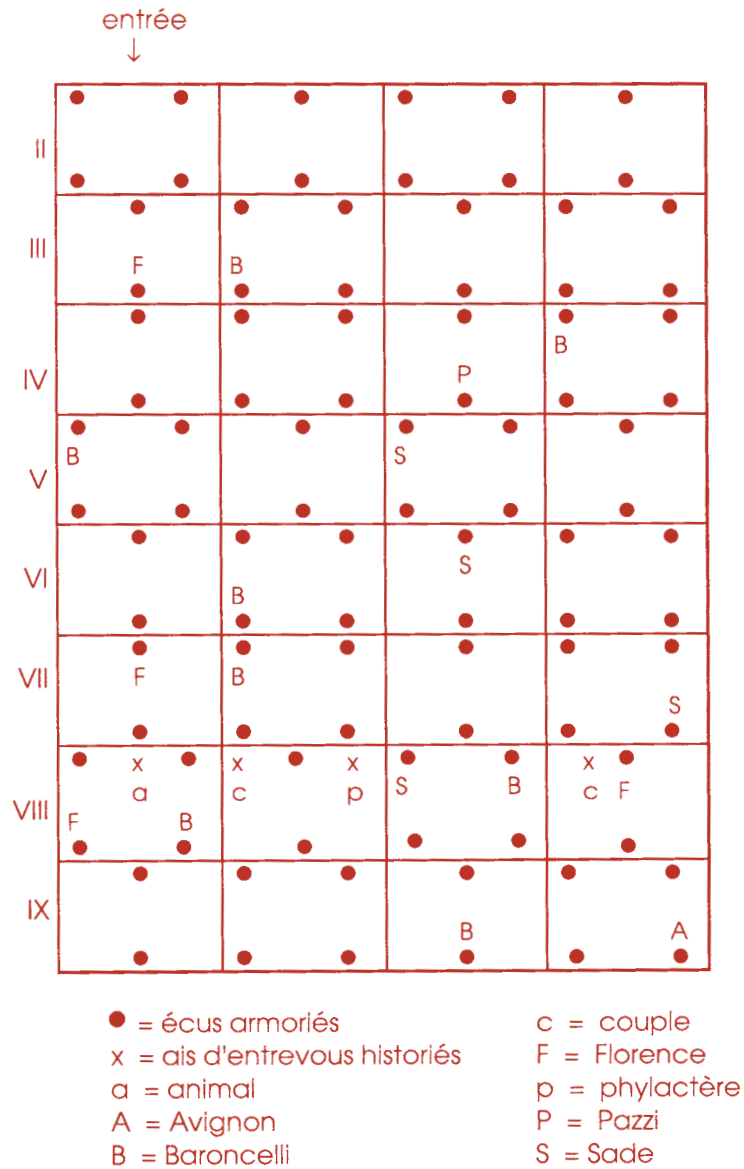 entrée
↓
II
III
F B
IV
B
P
V
B S
VI
S
B
VII
F B
S
VIII
x x x x
a c p S B c F
F B
IX
B A
● = écus armoriés
x = ais d'entrevous historiés
a = animal
A = Avignon
B = Baroncelli
c = couple
F = Florence
p = phylactère
P = Pazzi
S = Sade